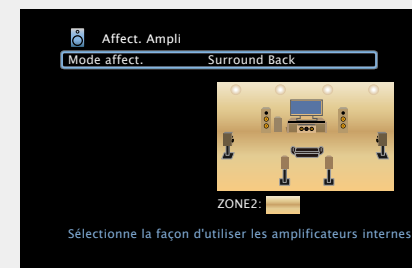 Affect. Ampli
Mode affect. Surround Back
ZONE2:
Sélectionne la façon d'utiliser les amplificateurs internes